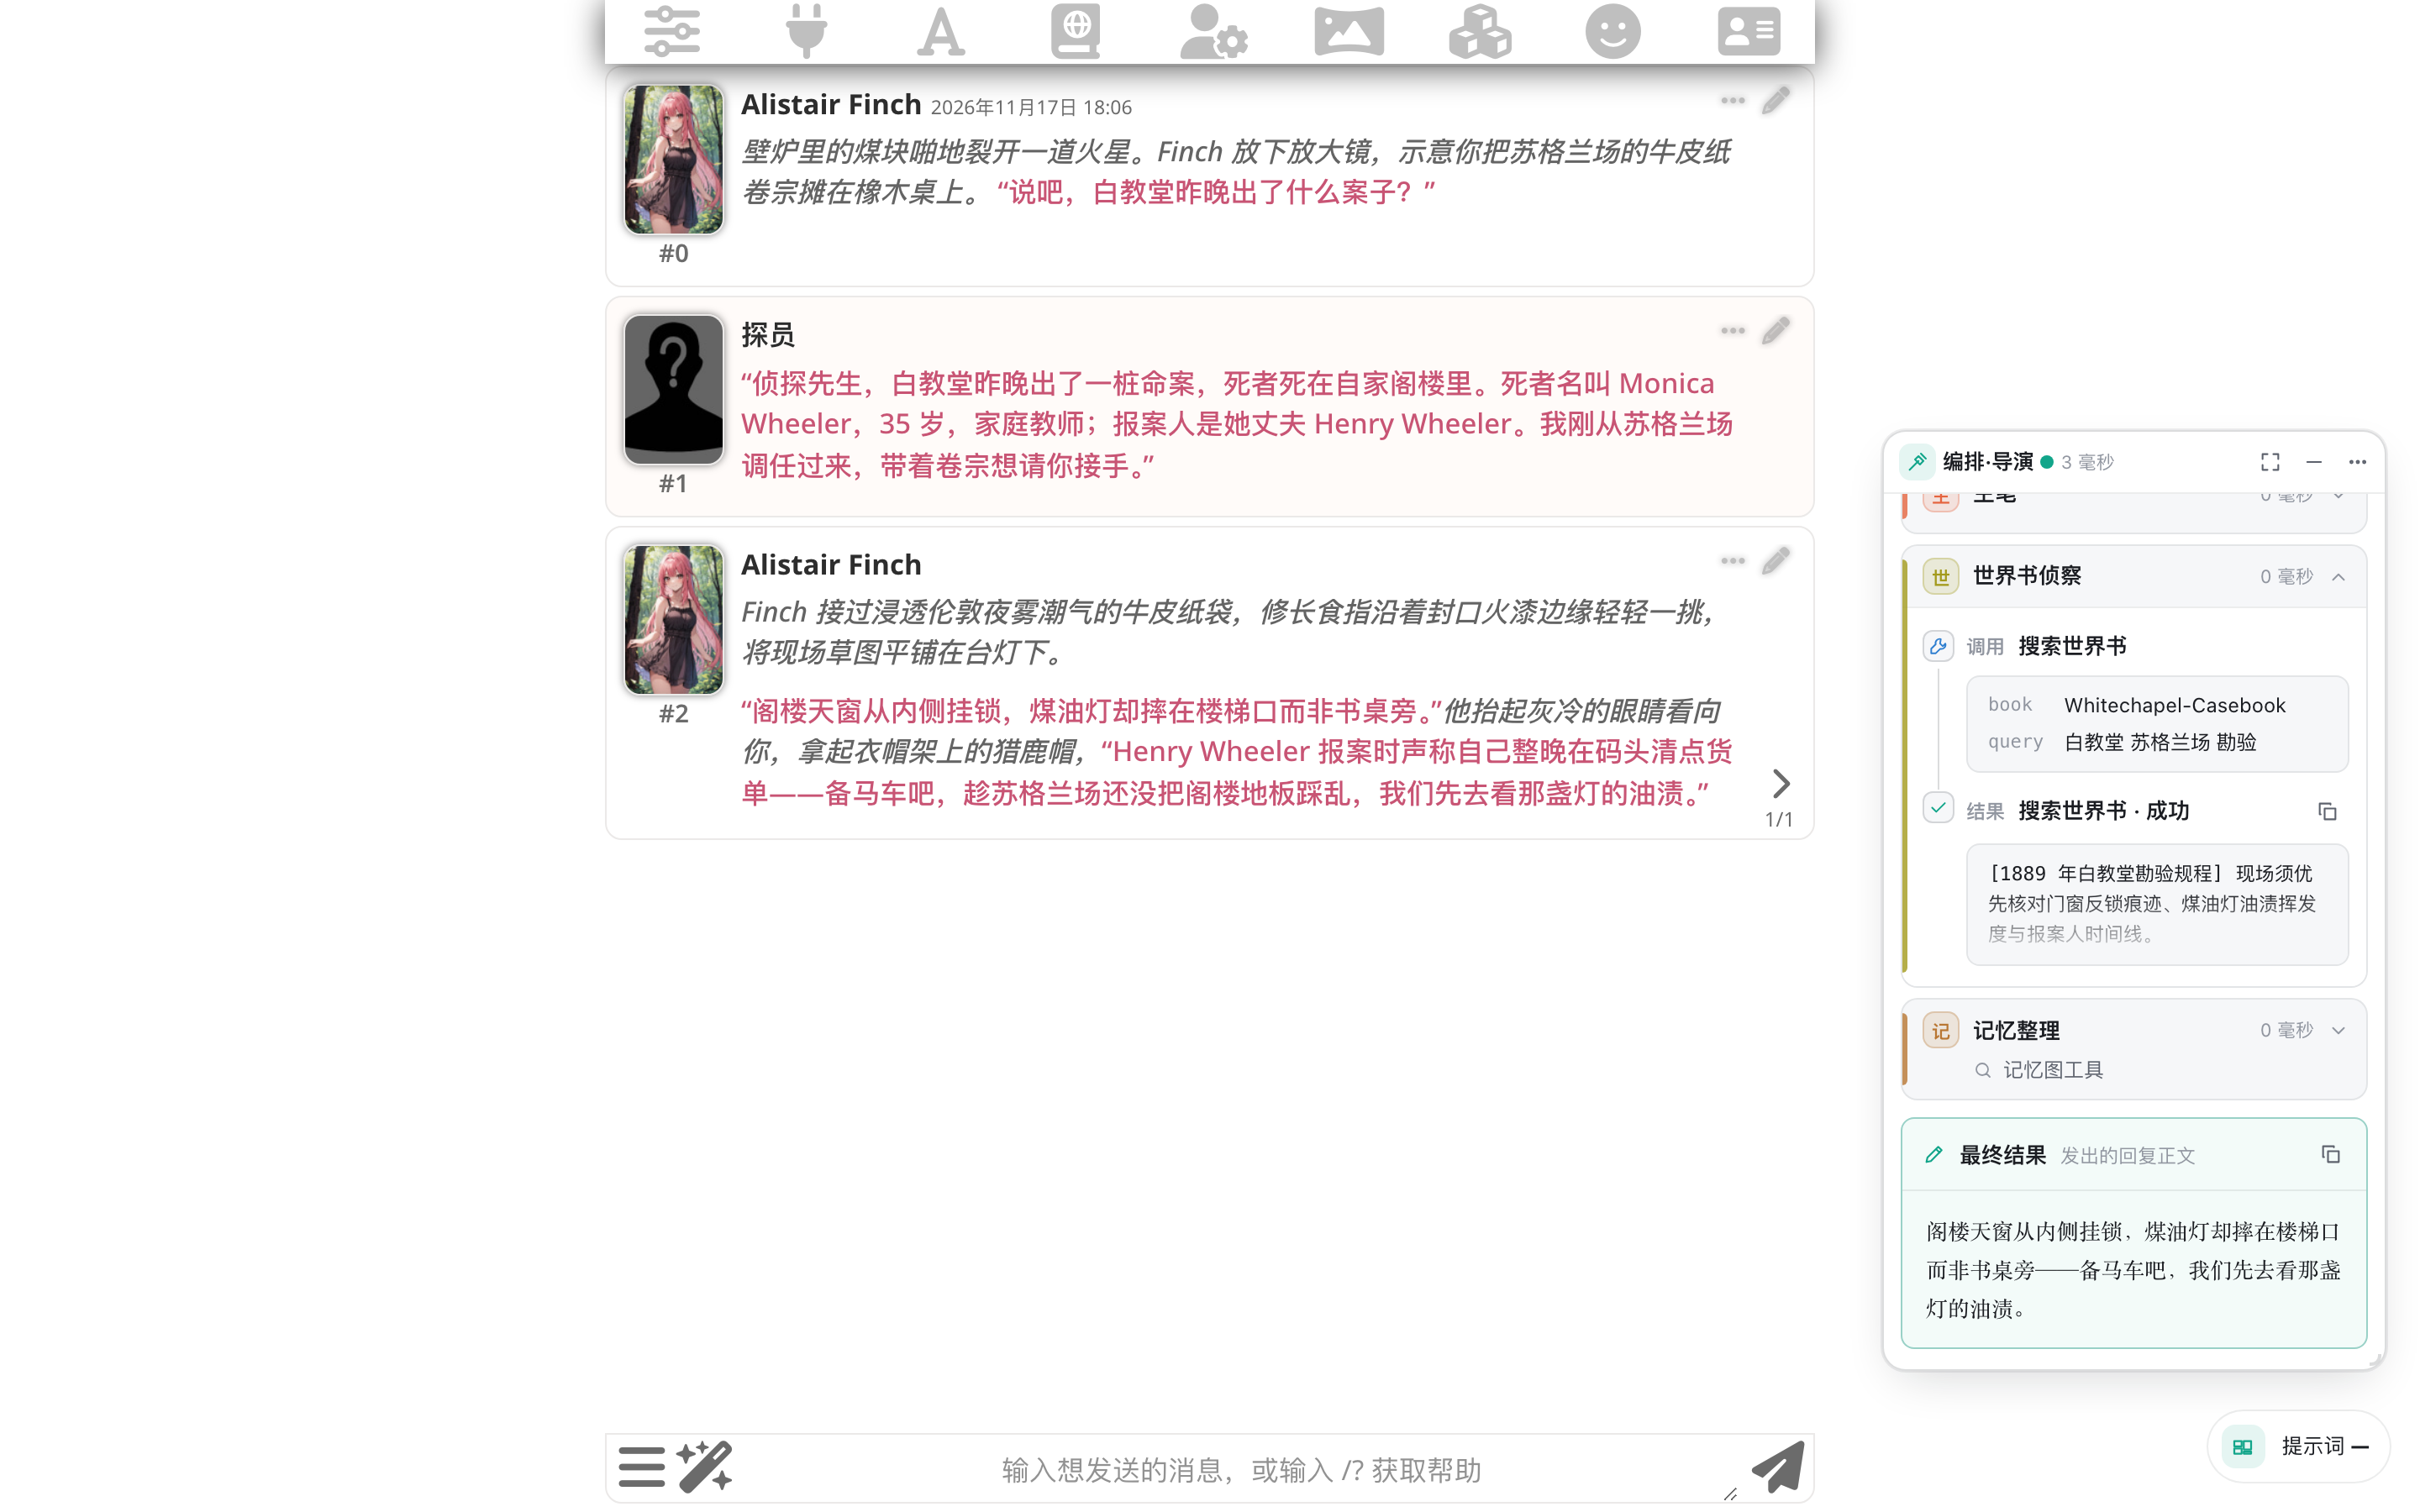 Alistair Finch 2026年11月17日 18:06
壁炉里的煤块啪地裂开一道火星。Finch 放下放大镜，示意你把苏格兰场的牛皮纸
卷宗摊在橡木桌上。“说吧，白教堂昨晚出了什么案子？”
#0
探员
“侦探先生，白教堂昨晚出了一桩命案，死者死在自家阁楼里。死者名叫 Monica
Wheeler，35 岁，家庭教师；报案人是她丈夫 Henry Wheeler。我刚从苏格兰场
调任过来，带着卷宗想请你接手。”
#1
Alistair Finch
Finch 接过浸透伦敦夜雾潮气的牛皮纸袋，修长食指沿着封口火漆边缘轻轻一挑，
将现场草图平铺在台灯下。
“阁楼天窗从内侧挂锁，煤油灯却摔在楼梯口而非书桌旁。”他抬起灰冷的眼睛看向
你，拿起衣帽架上的猎鹿帽，“Henry Wheeler 报案时声称自己整晚在码头清点货
单——备马车吧，趁苏格兰场还没把阁楼地板踩乱，我们先去看那盏灯的油渍。”
#2
1/1
输入想发送的消息，或输入 /? 获取帮助
编排·导演 3 毫秒
主笔 0 毫秒
世 世界书侦察 0 毫秒
调用 搜索世界书
book Whitechapel-Casebook
query 白教堂 苏格兰场 勘验
结果 搜索世界书 · 成功
[1889 年白教堂勘验规程] 现场须优
先核对门窗反锁痕迹、煤油灯油渍挥发
度与报案人时间线。
记 记忆整理 0 毫秒
记忆图工具
最终结果 发出的回复正文
阁楼天窗从内侧挂锁，煤油灯却摔在楼梯口
而非书桌旁——备马车吧，我们先去看那盏
灯的油渍。
提示词 —